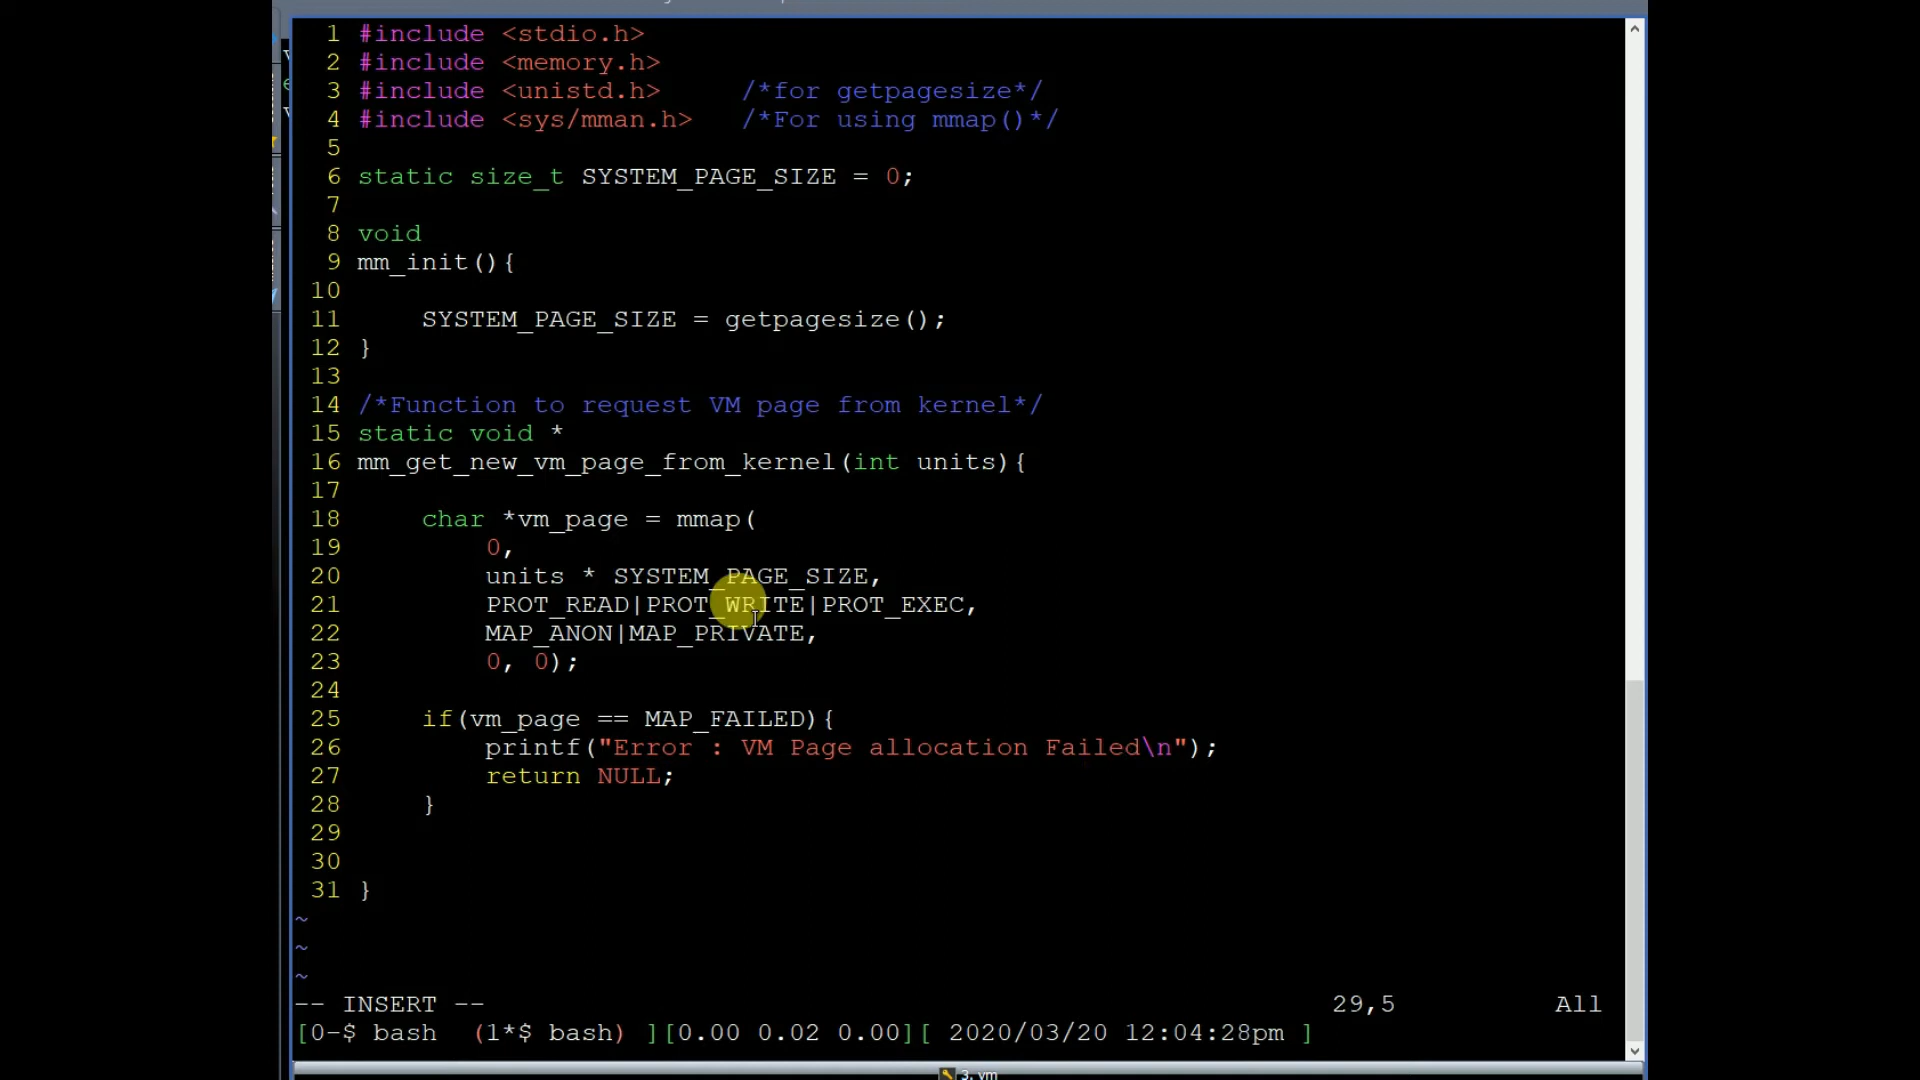 1 #include <stdio.h>
2 #include <memory.h>
3 #include <unistd.h>     /*for getpagesize*/
4 #include <sys/mman.h>   /*For using mmap()*/
5
6 static size_t SYSTEM_PAGE_SIZE = 0;
7
8 void
9 mm_init(){
10
11     SYSTEM_PAGE_SIZE = getpagesize();
12 }
13
14 /*Function to request VM page from kernel*/
15 static void *
16 mm_get_new_vm_page_from_kernel(int units){
17
18     char *vm_page = mmap(
19         0,
20         units * SYSTEM_PAGE_SIZE,
21         PROT_READ|PROT_WRITE|PROT_EXEC,
22         MAP_ANON|MAP_PRIVATE,
23         0, 0);
24
25     if(vm_page == MAP_FAILED){
26         printf("Error : VM Page allocation Failed\n");
27         return NULL;
28     }
29
30
31 }
~
~
~
-- INSERT --    29,5    All
[0-$ bash  (1*$ bash) ][0.00 0.02 0.00][ 2020/03/20 12:04:28pm ]
3. vm